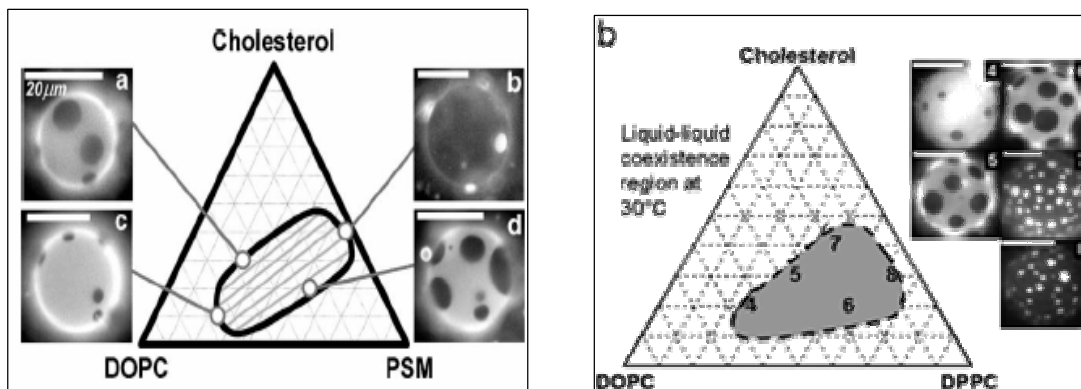 Cholesterol
a
20μm
b
c
d
DOPC
PSM
b
Cholesterol
Liquid-liquid
coexistence
region at
30°C
4
5
7
5
8
4
6
DOPC
DPPC